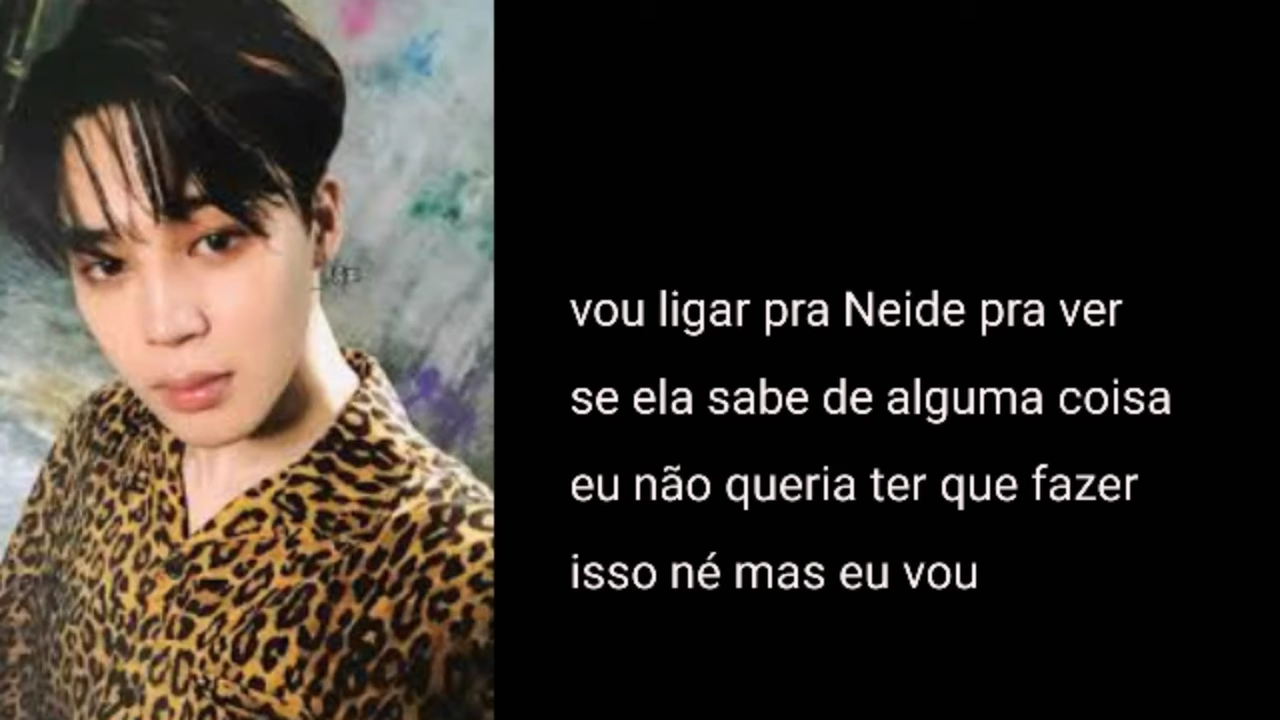 vou ligar pra Neide pra ver
se ela sabe de alguma coisa
eu não queria ter que fazer
isso né mas eu vou